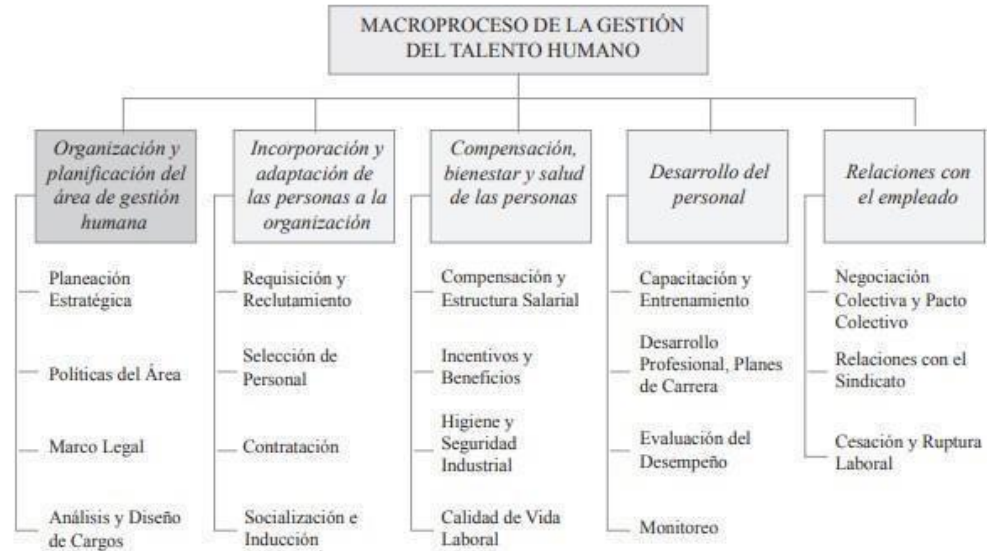 MACROPROCESO DE LA GESTIÓN
DEL TALENTO HUMANO
Organización y
planificación del
área de gestión
humana
Planeación
Estratégica
Políticas del Área
Marco Legal
Análisis y Diseño
de Cargos
Incorporación y
adaptación de
las personas a la
organización
Requisición y
Reclutamiento
Selección de
Personal
Contratación
Socialización e
Inducción
Compensación,
bienestar y salud
de las personas
Compensación y
Estructura Salarial
Incentivos y
Beneficios
Higiene y
Seguridad
Industrial
Calidad de Vida
Laboral
Desarrollo del
personal
Capacitación y
Entrenamiento
Desarrollo
Profesional, Planes
de Carrera
Evaluación del
Desempeño
Monitoreo
Relaciones con
el empleado
Negociación
Colectiva y Pacto
Colectivo
Relaciones con el
Sindicato
Cesación y Ruptura
Laboral